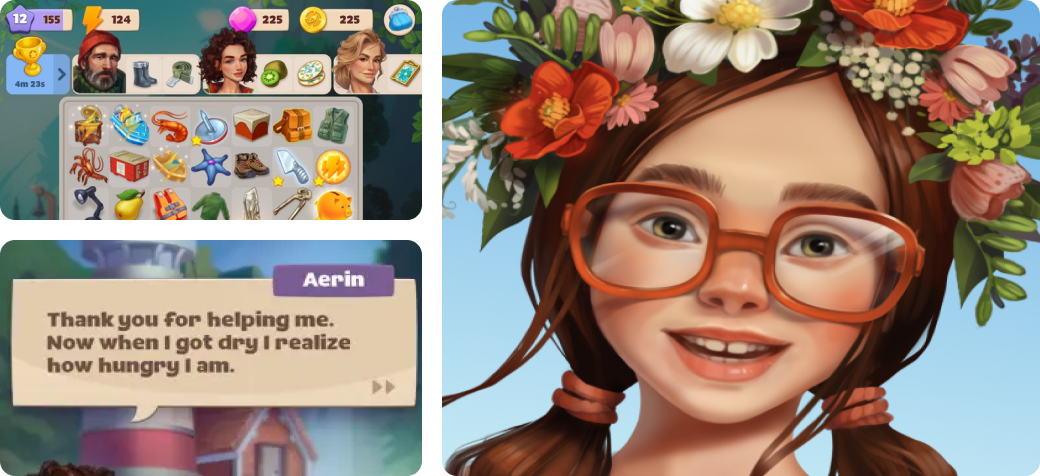 12 155
124
225
225
4m 23s
Aerin
Thank you for helping me.
Now when I got dry I realize
how hungry I am.